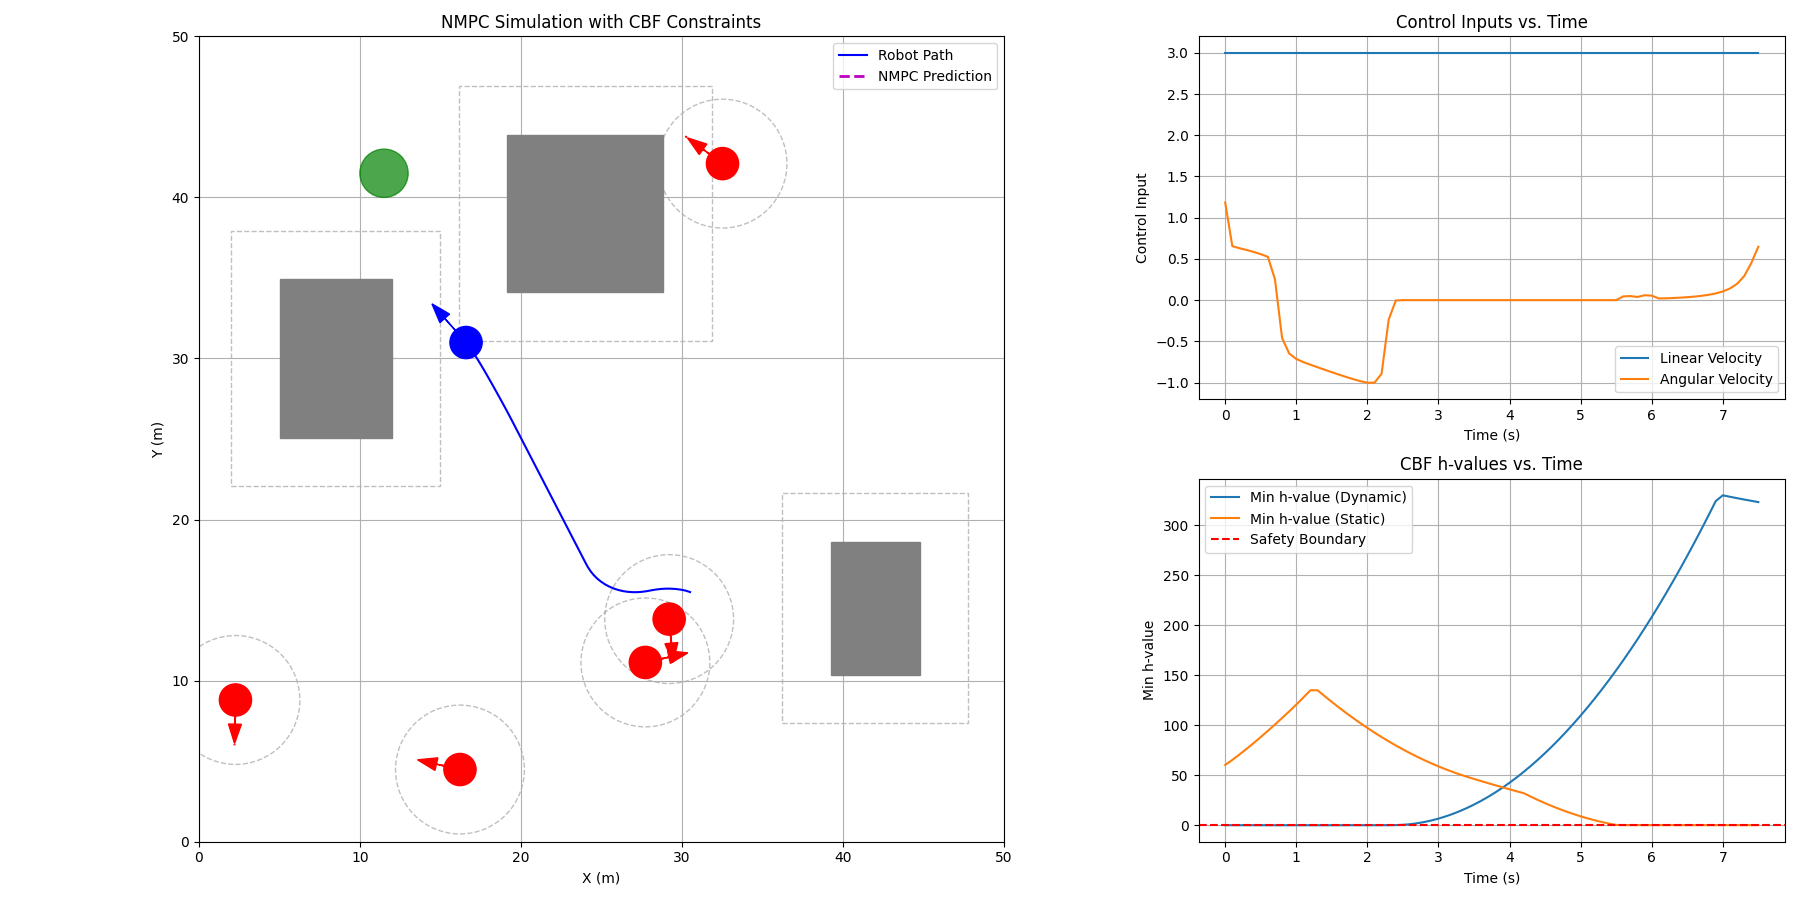 NMPC Simulation with CBF Constraints
Robot Path
NMPC Prediction
50
40
30
20
10
0
Y (m)
0 10 20 30 40 50
X (m)
Control Inputs vs. Time
3.0
2.5
2.0
1.5
1.0
0.5
0.0
−0.5
−1.0
Control Input
Linear Velocity
Angular Velocity
0 1 2 3 4 5 6 7
Time (s)
CBF h-values vs. Time
Min h-value (Dynamic)
Min h-value (Static)
Safety Boundary
300
250
200
150
100
50
0
Min h-value
0 1 2 3 4 5 6 7
Time (s)